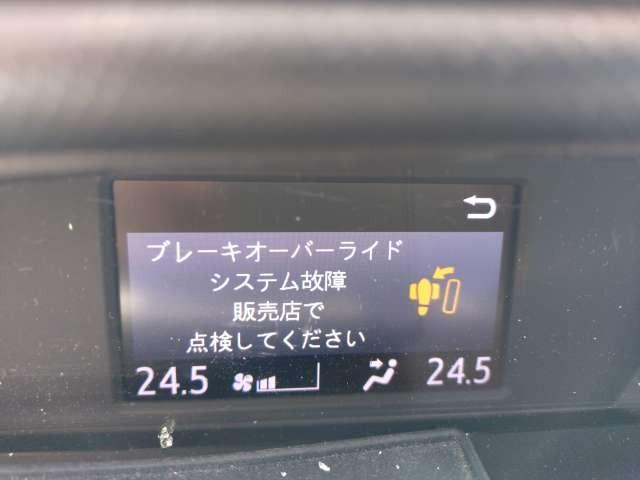 ブレーキオーバーライド
システム故障
販売店で
点検してください
24.5 24.5